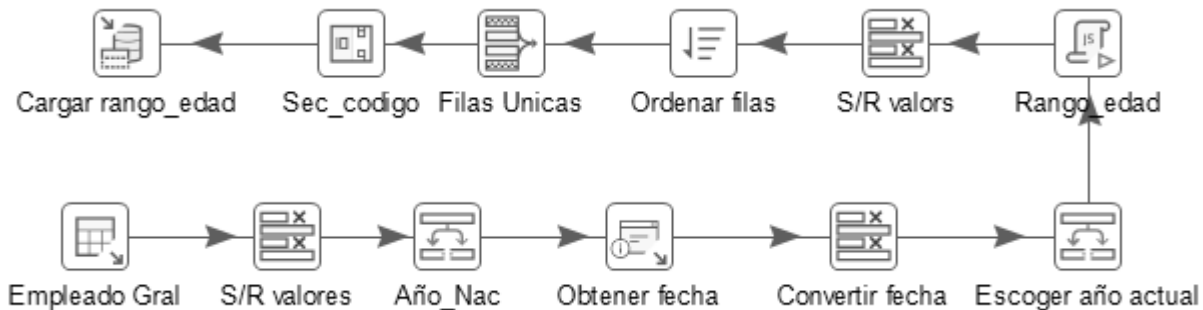 Cargar rango_edad
Sec_codigo
Filas Unicas
Ordenar filas
S/R valors
Rango_edad
Empleado Gral
S/R valores
Año_Nac
Obtener fecha
Convertir fecha
Escoger año actual